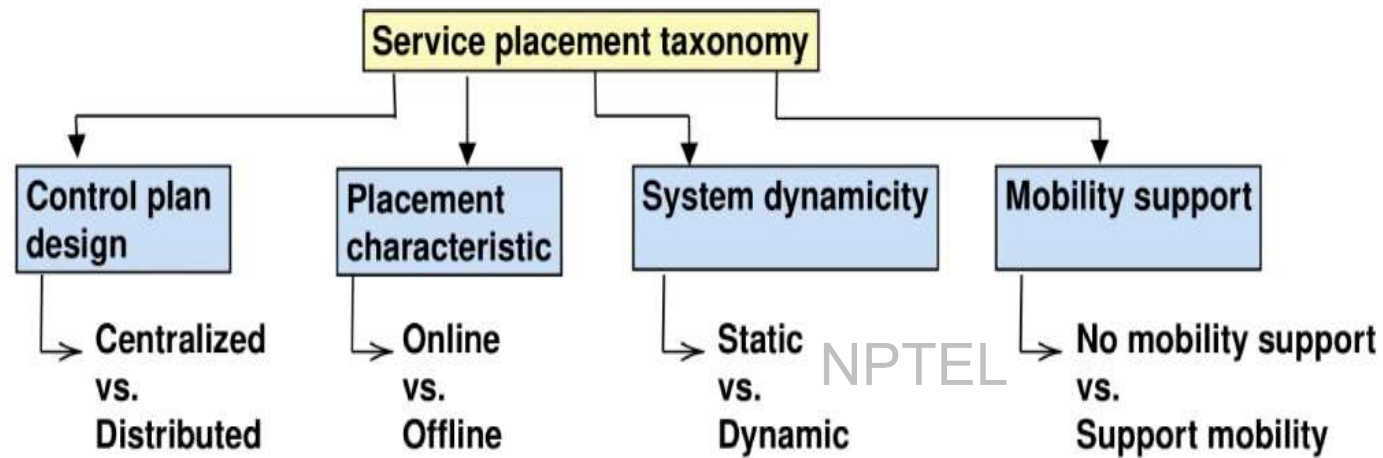 Service placement taxonomy
Control plan
design
Placement
characteristic
System dynamicity
Mobility support
Centralized
vs.
Distributed
Online
vs.
Offline
Static
vs.
Dynamic
No mobility support
vs.
Support mobility
NPTEL